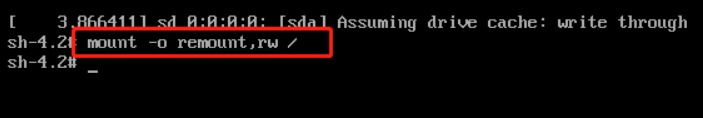 [    3.866411] sd 0:0:0:0: [sda] Assuming drive cache: write through
sh-4.2# mount -o remount,rw /
sh-4.2# _